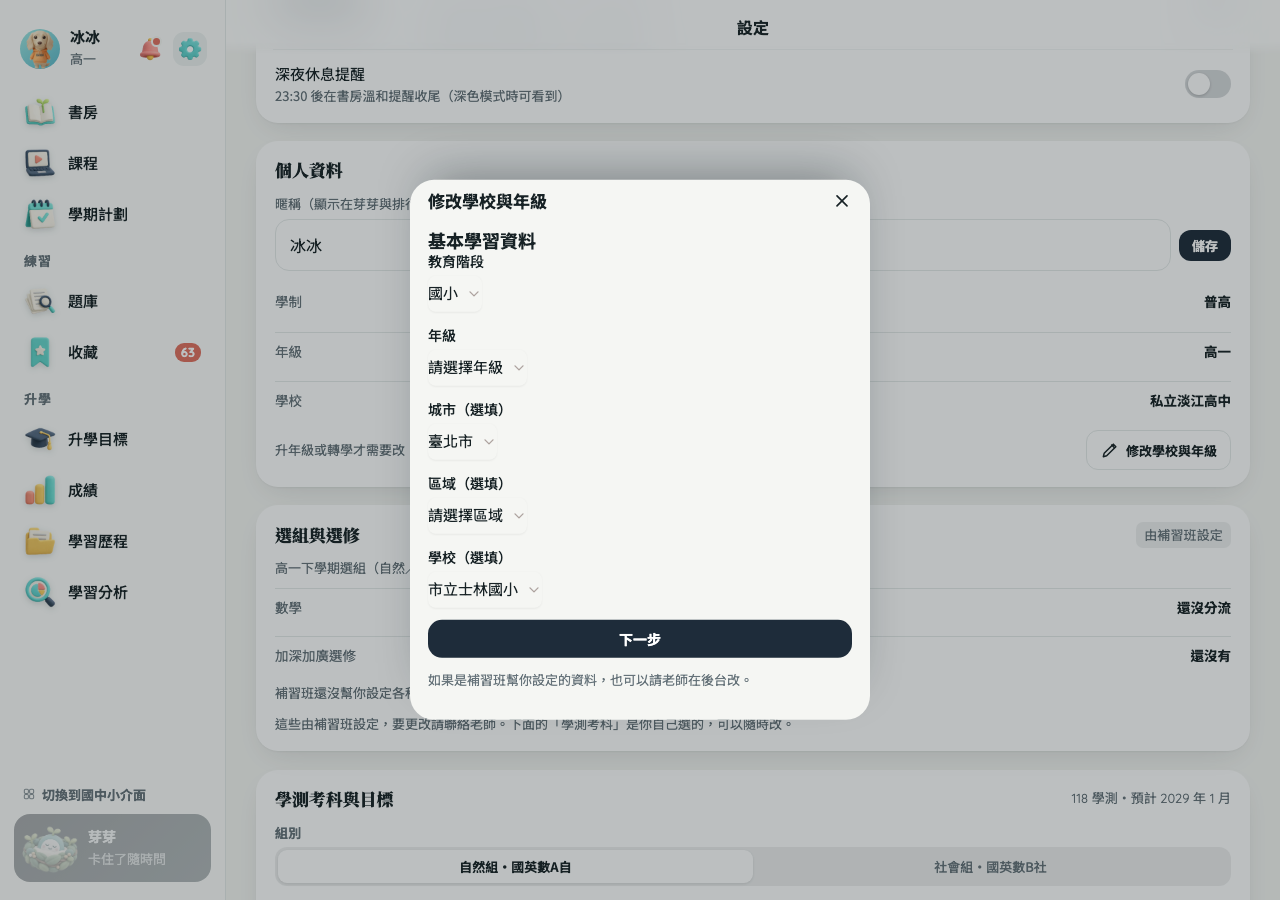 冰冰
高一
書房
課程
學期計劃
練習
題庫
收藏
63
升學
升學目標
成績
學習歷程
學習分析
切換到國中小介面
芽芽
卡住了隨時問
設定
深夜休息提醒
23:30 後在書房溫和提醒收尾（深色模式時可看到）
個人資料
暱稱（顯示在芽芽與排
冰冰
儲存
學制
普高
年級
高一
學校
私立淡江高中
升年級或轉學才需要改
修改學校與年級
選組與選修
由補習班設定
高一下學期選組（自然
數學
還沒分流
加深加廣選修
還沒有
補習班還沒幫你設定各
這些由補習班設定，要更改請聯絡老師。下面的「學測考科」是你自己選的，可以隨時改。
學測考科與目標
118 學測・預計 2029 年 1 月
組別
自然組・國英數A自
社會組・國英數B社
修改學校與年級
基本學習資料
教育階段
國小
年級
請選擇年級
城市（選填）
臺北市
區域（選填）
請選擇區域
學校（選填）
市立士林國小
下一步
如果是補習班幫你設定的資料，也可以請老師在後台改。